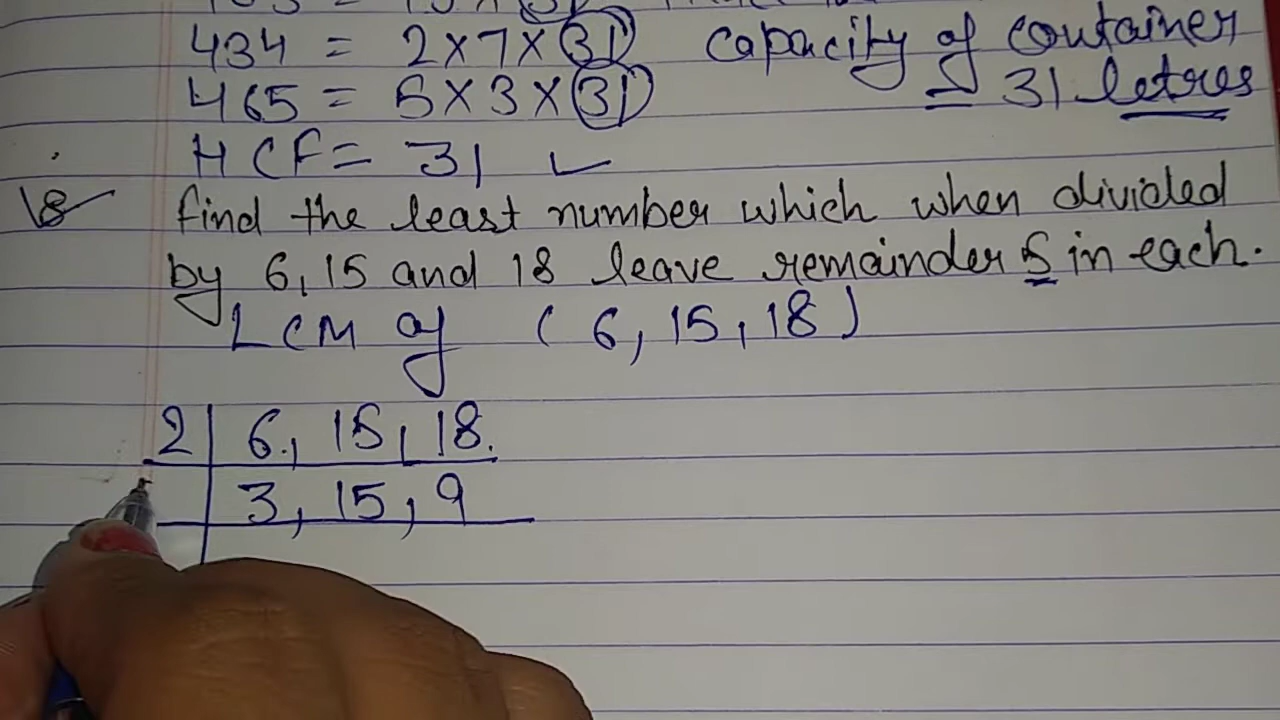 434 = 2 x 7 x 31 capacity of container
465 = 5 x 3 x 31 = 31 letres
HCF = 31
18 find the least number which when divided
by 6, 15 and 18 leave remainder 5 in each.
LCM of ( 6, 15, 18 )
2 | 6, 15, 18.
3, 15, 9